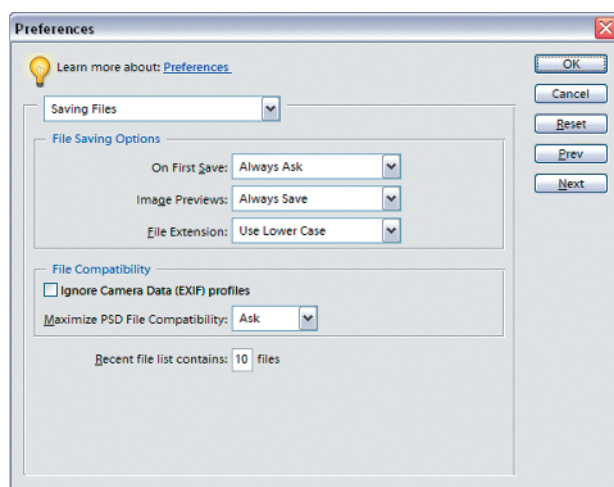 Preferences
Learn more about: Preferences
OK
Saving Files
Cancel
Reset
File Saving Options
On First Save: Always Ask
Prev
Image Previews: Always Save
Next
File Extension: Use Lower Case
File Compatibility
Ignore Camera Data (EXIF) profiles
Maximize PSD File Compatibility: Ask
Recent file list contains: 10 files